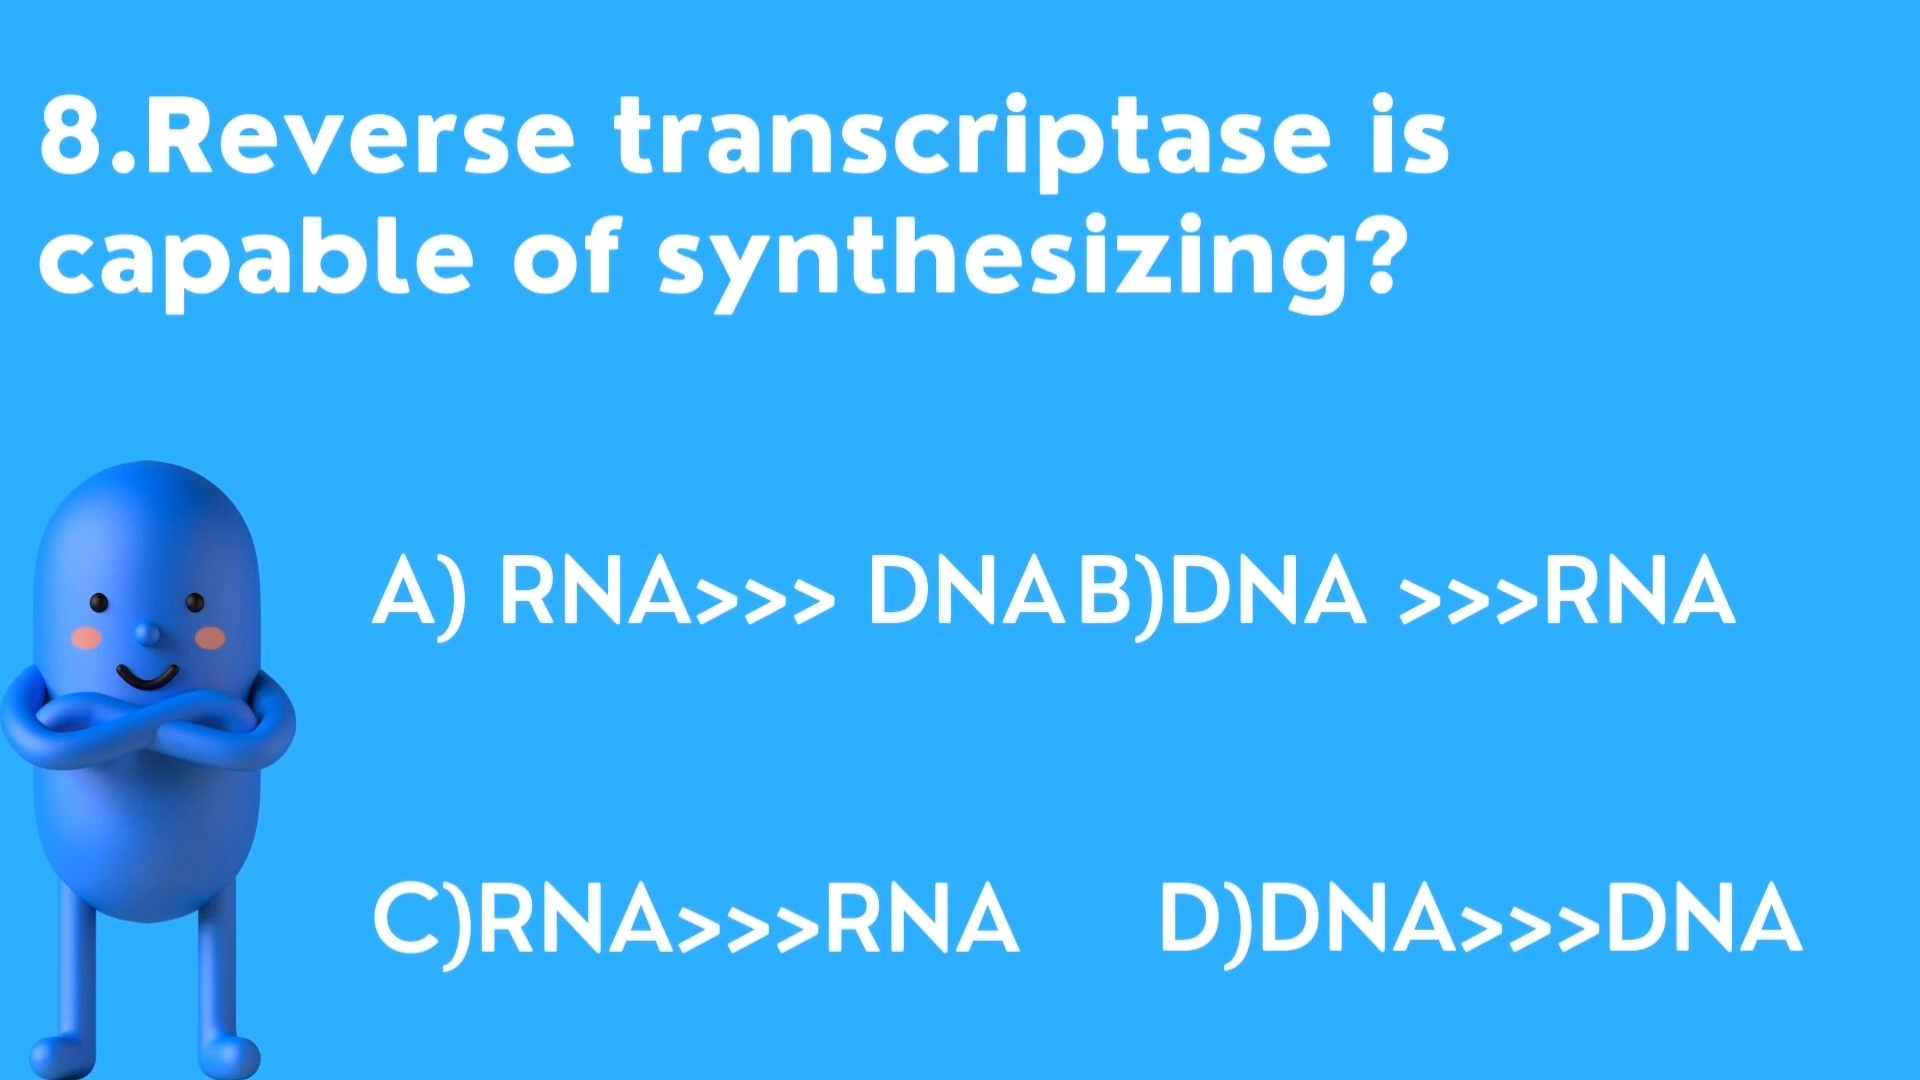 8.Reverse transcriptase is
capable of synthesizing?
A) RNA>>> DNA B)DNA >>>RNA
C)RNA>>>RNA D)DNA>>>DNA